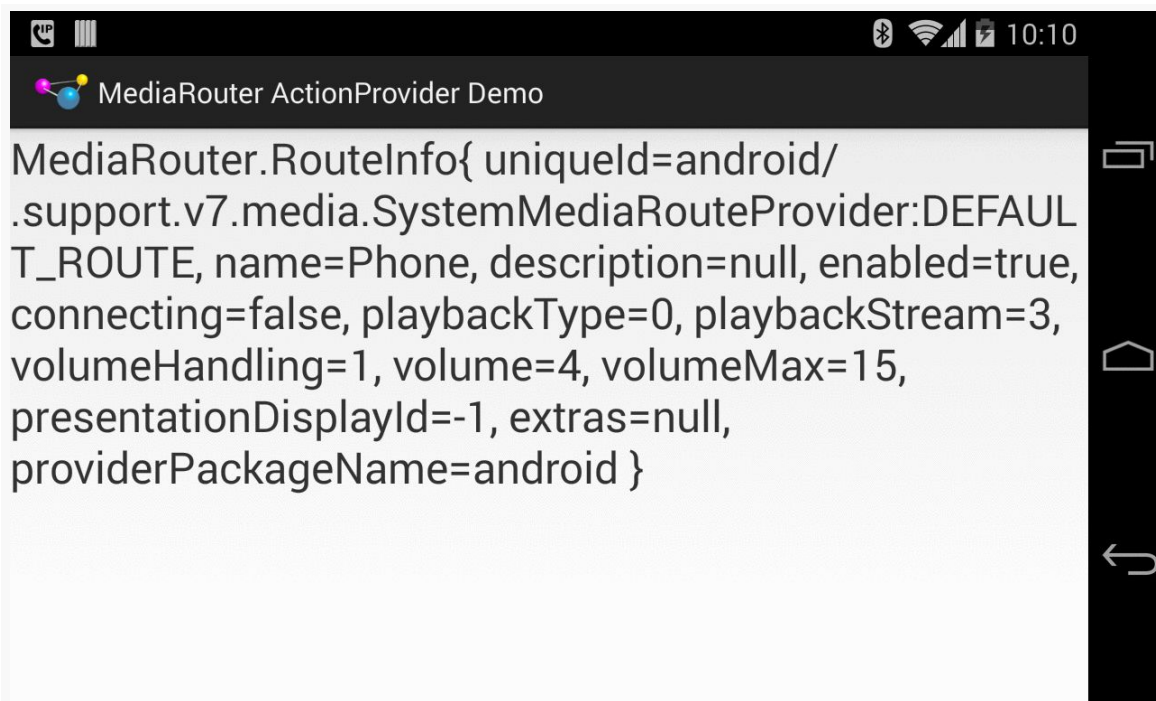 IP
10:10
MediaRouter ActionProvider Demo
MediaRouter.RouteInfo{ uniqueId=android/
.support.v7.media.SystemMediaRouteProvider:DEFAUL
T_ROUTE, name=Phone, description=null, enabled=true,
connecting=false, playbackType=0, playbackStream=3,
volumeHandling=1, volume=4, volumeMax=15,
presentationDisplayId=-1, extras=null,
providerPackageName=android }